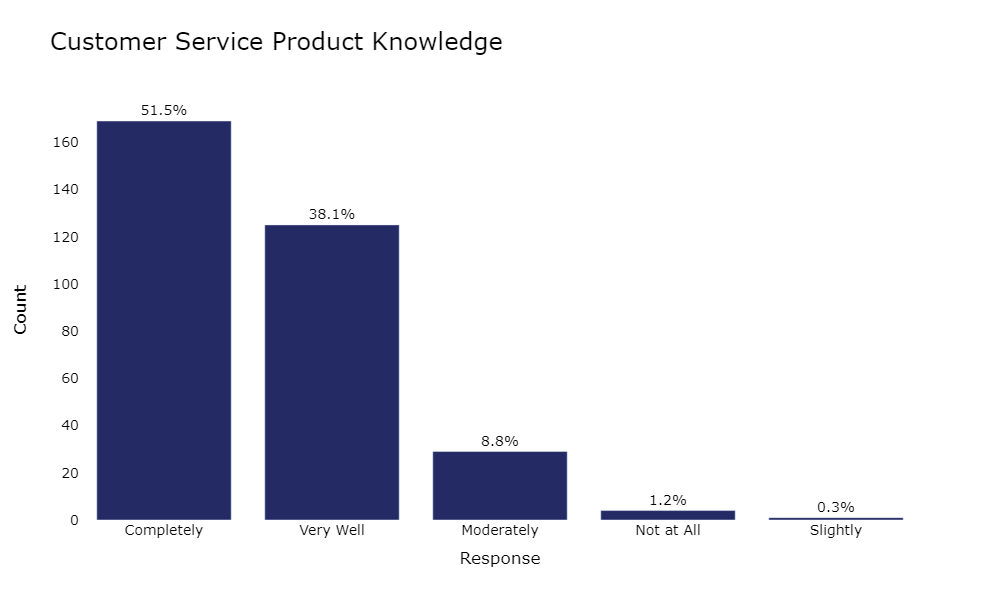 Customer Service Product Knowledge
51.5%
38.1%
8.8%
1.2%
0.3%
160
140
120
100
80
60
40
20
0
Count
Completely
Very Well
Moderately
Not at All
Slightly
Response